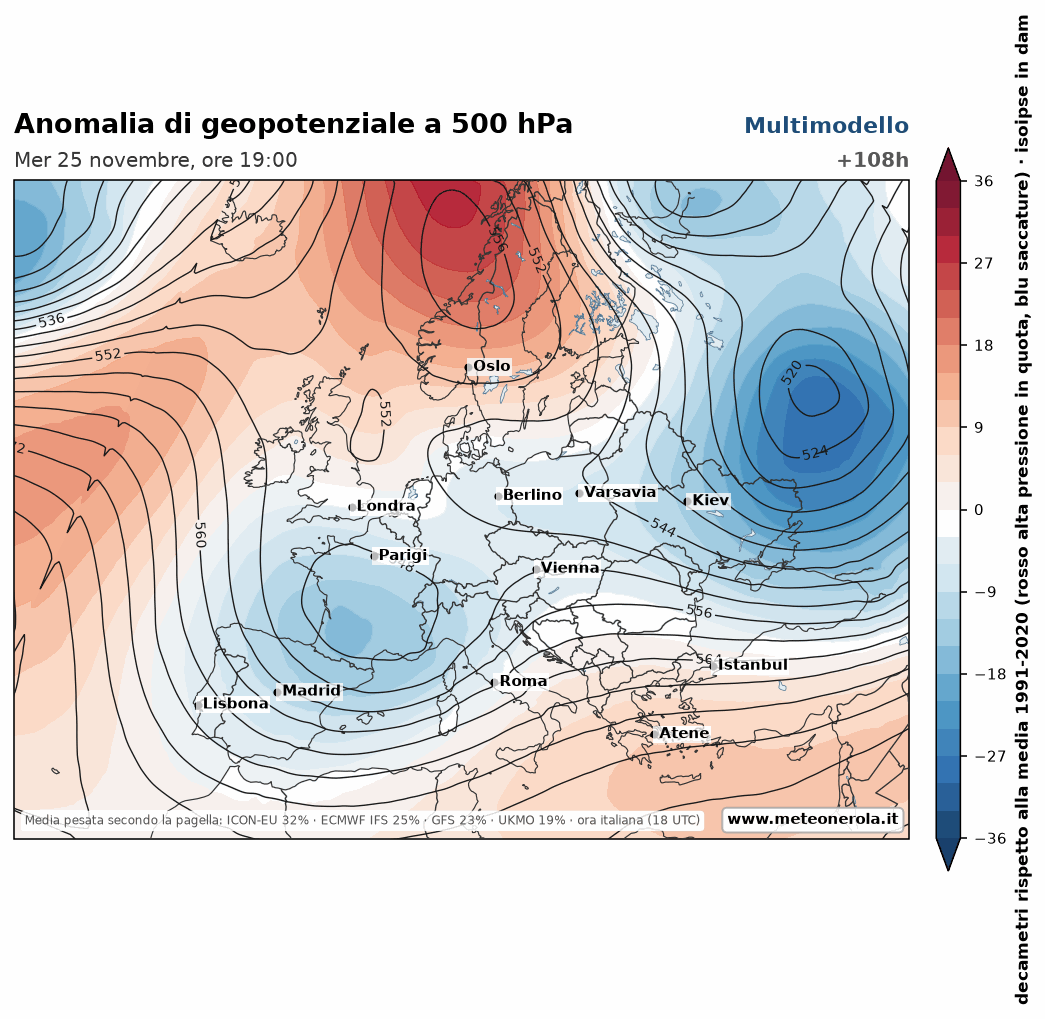 Anomalia di geopotenziale a 500 hPa
Multimodello
Mer 25 novembre, ore 19:00
+108h
536
552
556
552
520
524
552
560
544
556
564
Oslo
Londra
Berlino
Varsavia
Kiev
Parigi
Vienna
Madrid
Lisbona
Roma
Istanbul
Atene
Media pesata secondo la pagella: ICON-EU 32% · ECMWF IFS 25% · GFS 23% · UKMO 19% · ora italiana (18 UTC)
www.meteonerola.it
36
27
18
9
0
−9
−18
−27
−36
decametri rispetto alla media 1991-2020 (rosso alta pressione in quota, blu saccature) · isoipse in dam